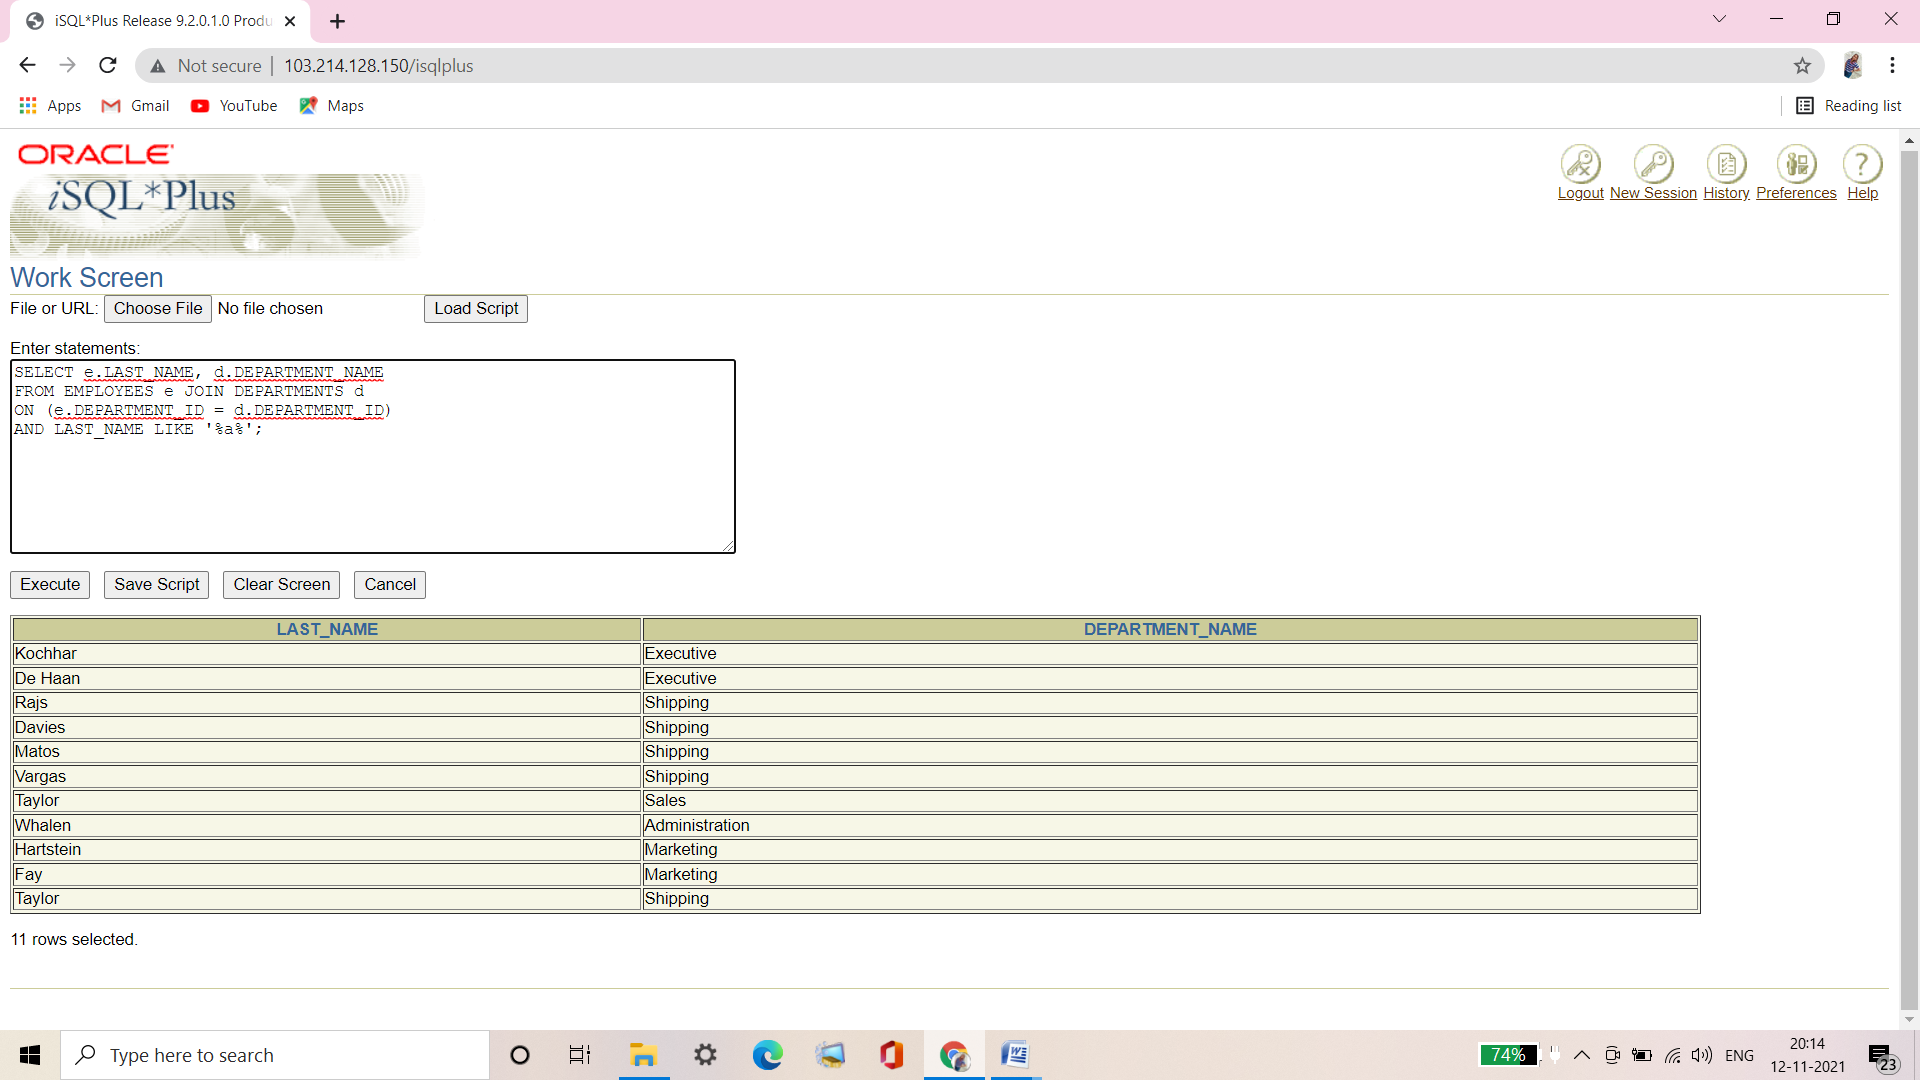 iSQL*Plus Release 9.2.0.1.0 Produ
Not secure | 103.214.128.150/isqlplus
Apps Gmail YouTube Maps Reading list
ORACLE
iSQL*Plus
Logout New Session History Preferences Help
Work Screen
File or URL: Choose File No file chosen Load Script
Enter statements:
SELECT e.LAST_NAME, d.DEPARTMENT_NAME
FROM EMPLOYEES e JOIN DEPARTMENTS d
ON (e.DEPARTMENT_ID = d.DEPARTMENT_ID)
AND LAST_NAME LIKE '%a%';
Execute Save Script Clear Screen Cancel
LAST_NAME DEPARTMENT_NAME
Kochhar Executive
De Haan Executive
Rajs Shipping
Davies Shipping
Matos Shipping
Vargas Shipping
Taylor Sales
Whalen Administration
Hartstein Marketing
Fay Marketing
Taylor Shipping
11 rows selected.
Type here to search 74% ENG 20:14
12-11-2021 23